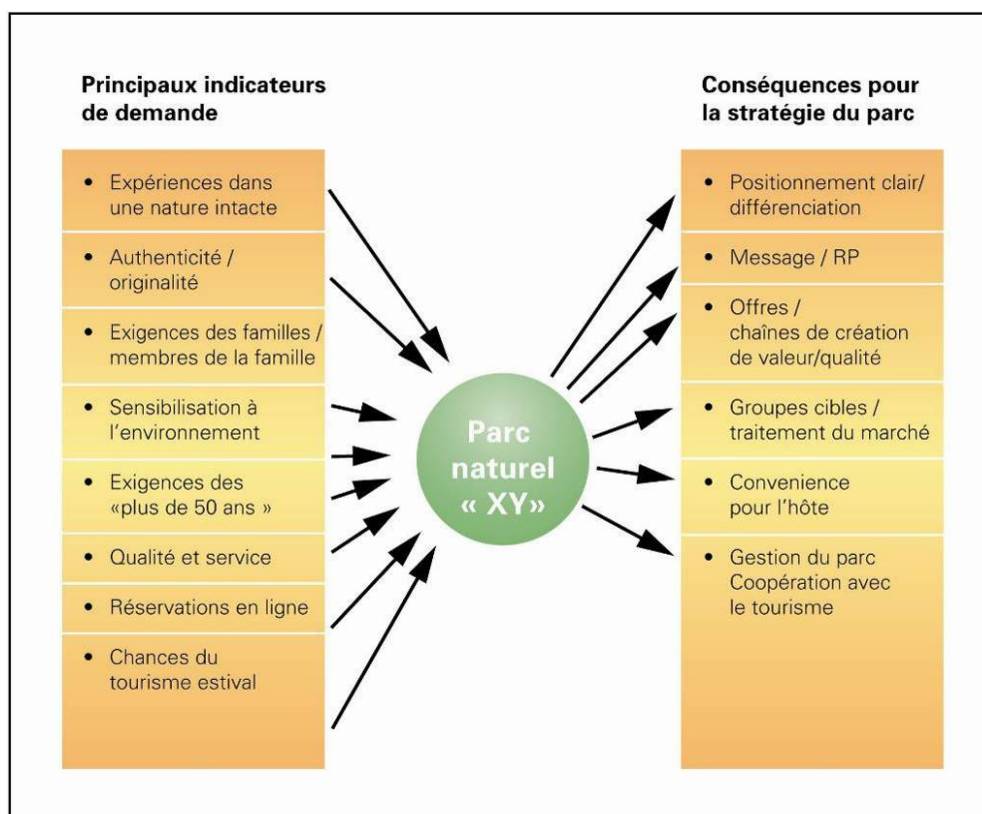 Principaux indicateurs
de demande
• Expériences dans
une nature intacte
• Authenticité /
originalité
• Exigences des familles /
membres de la famille
• Sensibilisation à
l'environnement
• Exigences des
«plus de 50 ans »
• Qualité et service
• Réservations en ligne
• Chances du
tourisme estival
Parc
naturel
« XY»
Conséquences pour
la stratégie du parc
• Positionnement clair/
différenciation
• Message / RP
• Offres /
chaînes de création
de valeur/qualité
• Groupes cibles /
traitement du marché
• Convenience
pour l'hôte
• Gestion du parc
Coopération avec
le tourisme